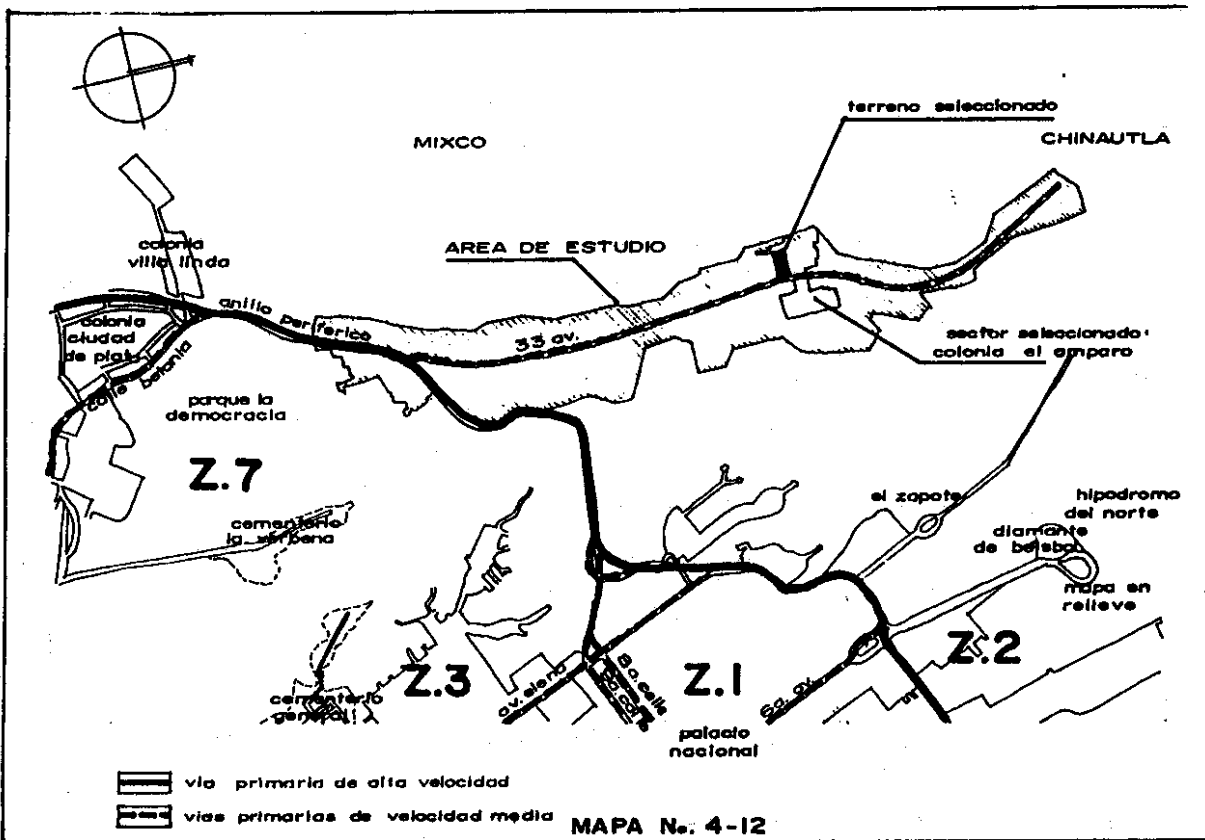 terreno seleccionado
MIXCO
CHINAUTLA
colonia
villa linda
AREA DE ESTUDIO
anillo periferico
33 av.
sector seleccionado
colonia el amparo
colonia
ciudad
de plata
calle betania
parque la
democracia
Z.7
cementerio
la verbena
el zapote
hipodromo
del norte
diamante
de beisbol
mapa en
relieve
Z.3
Z.1
Z.2
av. elena
8a. calle
6a. av.
cementerio
general
palacio
nacional
via primaria de alta velocidad
vias primarias de velocidad media
MAPA No. 4-12